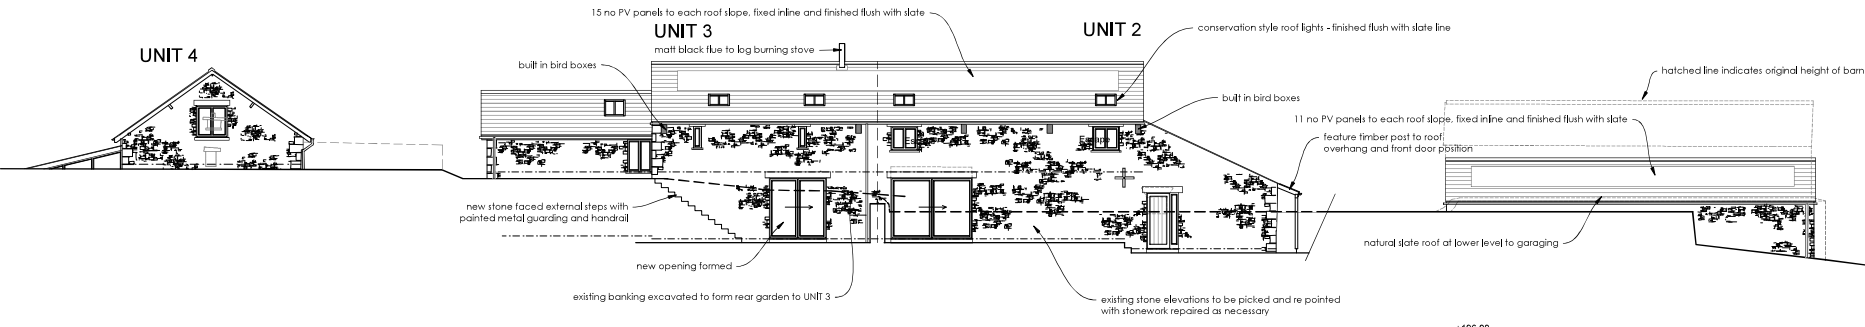 15 no PV panels to each roof slope, fixed inline and finished flush with slate
UNIT 3
UNIT 2
conservation style roof lights - finished flush with slate line
UNIT 4
matt black flue to log burning stove
built in bird boxes
hatched line indicates original height of barn
built in bird boxes
11 no PV panels to each roof slope, fixed inline and finished flush with slate
feature timber post to roof
overhang and front door position
new stone faced external steps with
painted metal guarding and handrail
natural slate roof at lower level to garaging
new opening formed
existing banking excavated to form rear garden to UNIT 3
existing stone elevations to be picked and re pointed
with stonework repaired as necessary